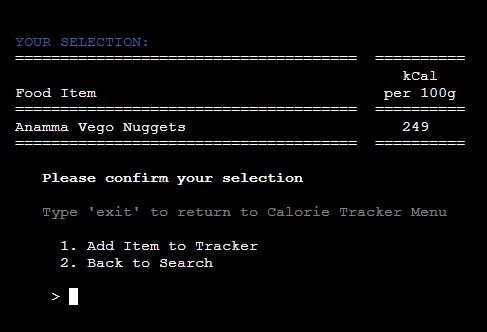 YOUR SELECTION:
======================================  ==========
kCal
Food Item per 100g
======================================  ==========
Anamma Vego Nuggets 249
======================================  ==========
Please confirm your selection
Type 'exit' to return to Calorie Tracker Menu
1. Add Item to Tracker
2. Back to Search
>